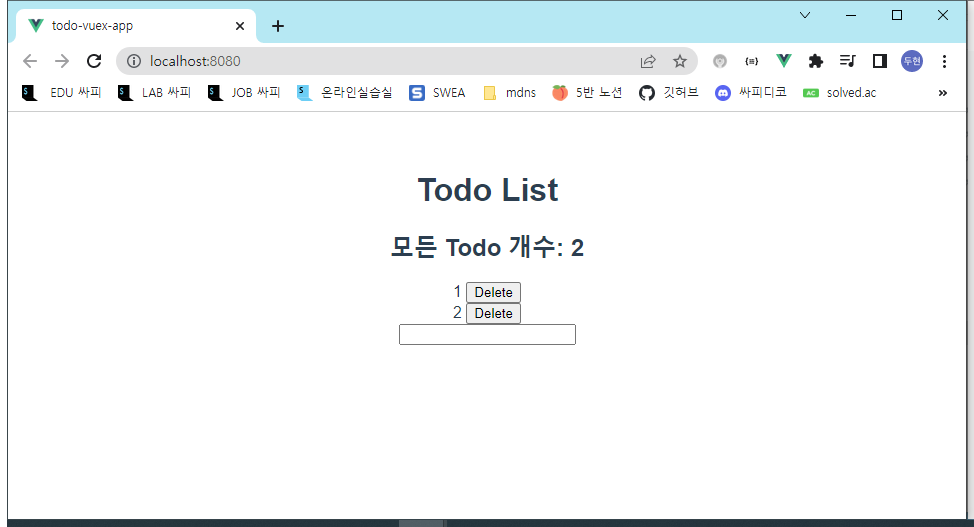 todo-vuex-app
localhost:8080
두현
EDU 싸피 LAB 싸피 JOB 싸피 온라인실습실 SWEA mdns 5반 노션 깃허브 싸피디코 solved.ac »
Todo List
모든 Todo 개수: 2
1 Delete
2 Delete